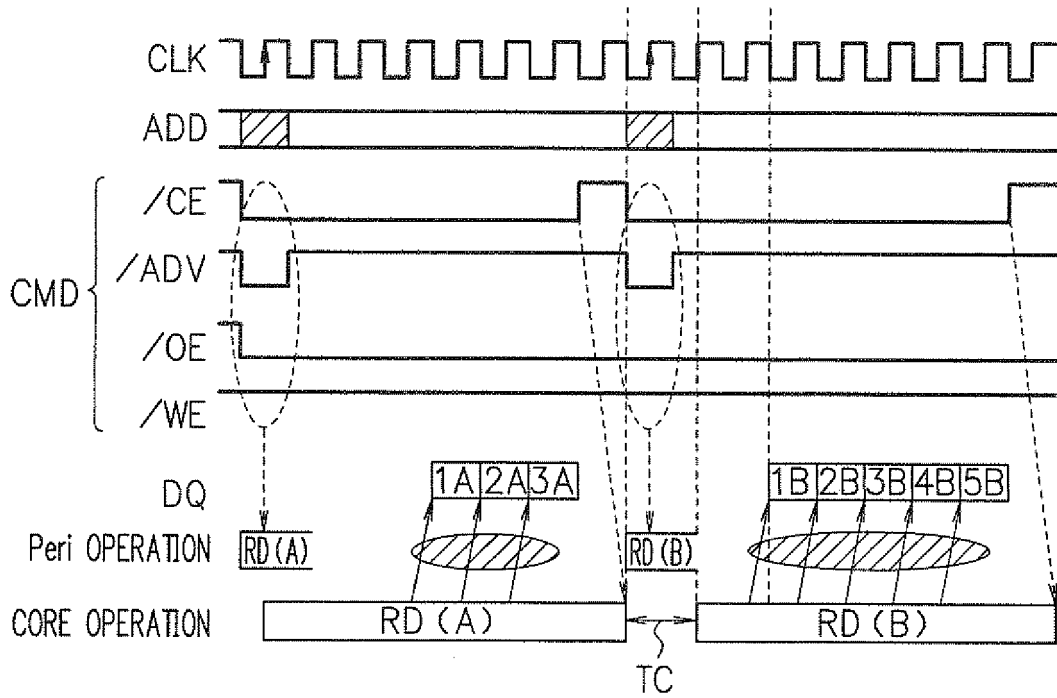 CLK
ADD
/CE
/ADV
CMD
/OE
/WE
DQ 1A 2A 3A 1B 2B 3B 4B 5B
Peri OPERATION RD(A) RD(B)
CORE OPERATION RD (A) RD (B)
TC